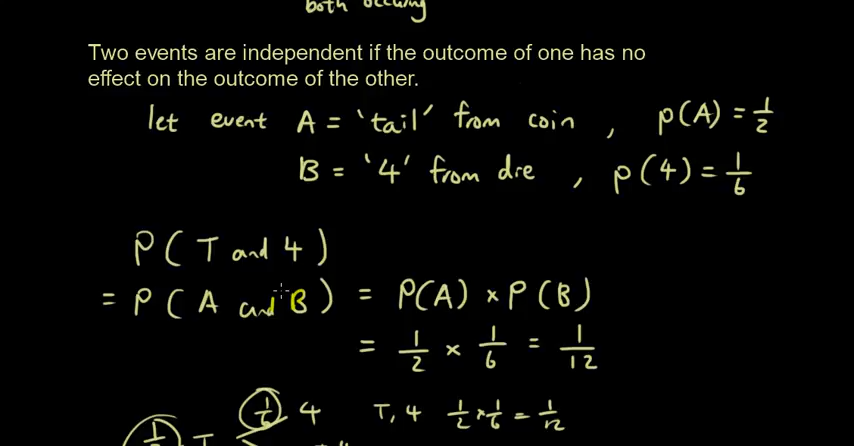 both occuring
Two events are independent if the outcome of one has no
effect on the outcome of the other.
let event A = 'tail' from coin , p(A) = 1/2
B = '4' from die , p(4) = 1/6
P(T and 4)
= P(A and B) = P(A) × P(B)
= 1/2 × 1/6 = 1/12
1/6 4 T, 4 1/2 × 1/6 = 1/12
T